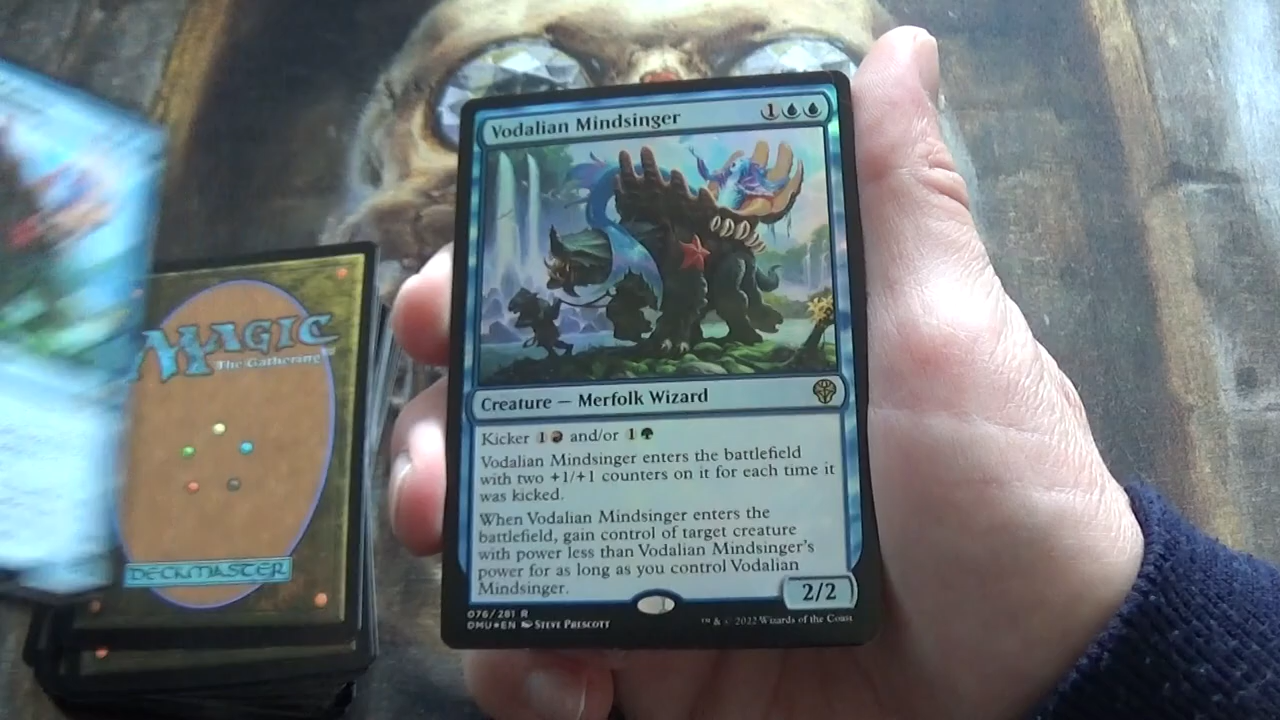 Vodalian Mindsinger 1
Creature — Merfolk Wizard
Kicker 1 and/or 1
Vodalian Mindsinger enters the battlefield
with two +1/+1 counters on it for each time it
was kicked.
When Vodalian Mindsinger enters the
battlefield, gain control of target creature
with power less than Vodalian Mindsinger's
power for as long as you control Vodalian
Mindsinger.
2/2
076/281 R
DMU★EN Steve Prescott
™ & © 2022 Wizards of the Coast
Magic
The Gathering
DECKMASTER